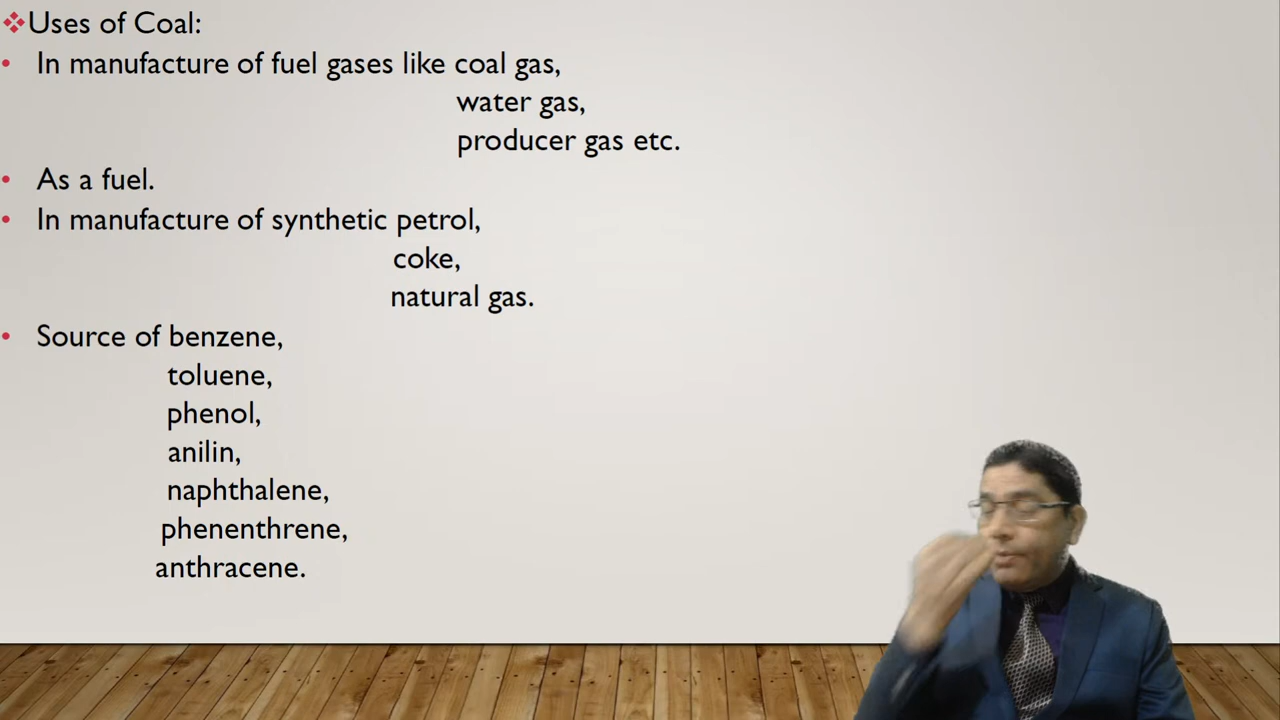 ❖Uses of Coal:
• In manufacture of fuel gases like coal gas,
water gas,
producer gas etc.
• As a fuel.
• In manufacture of synthetic petrol,
coke,
natural gas.
• Source of benzene,
toluene,
phenol,
anilin,
naphthalene,
phenenthrene,
anthracene.